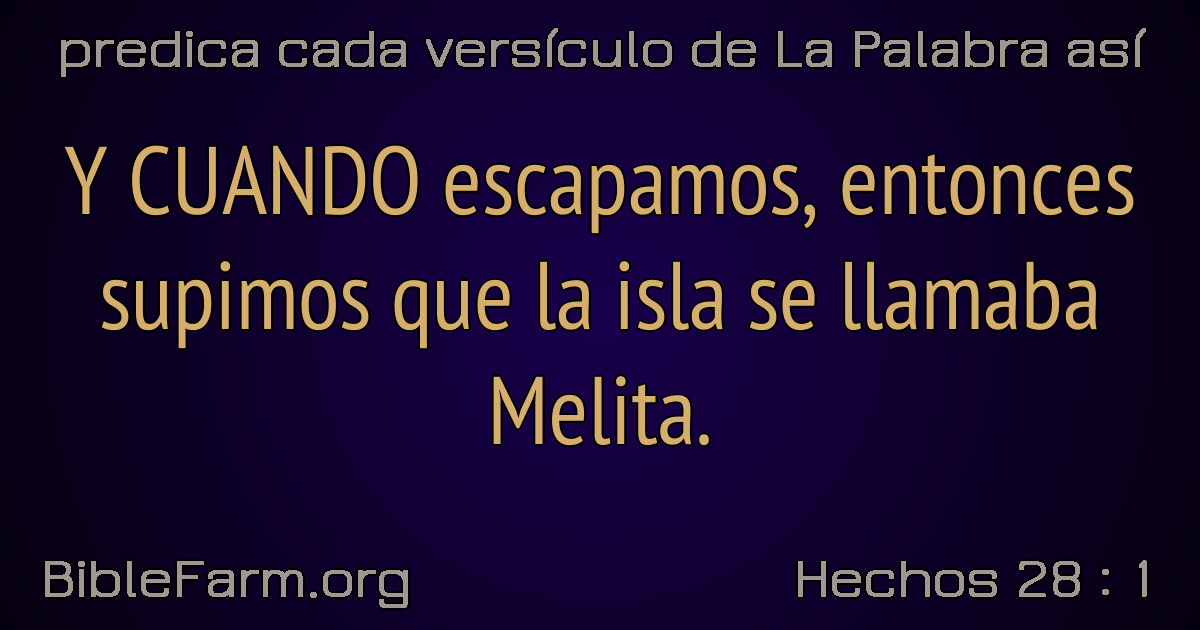 predica cada versículo de La Palabra así
Y CUANDO escapamos, entonces
supimos que la isla se llamaba
Melita.
BibleFarm.org
Hechos 28 : 1